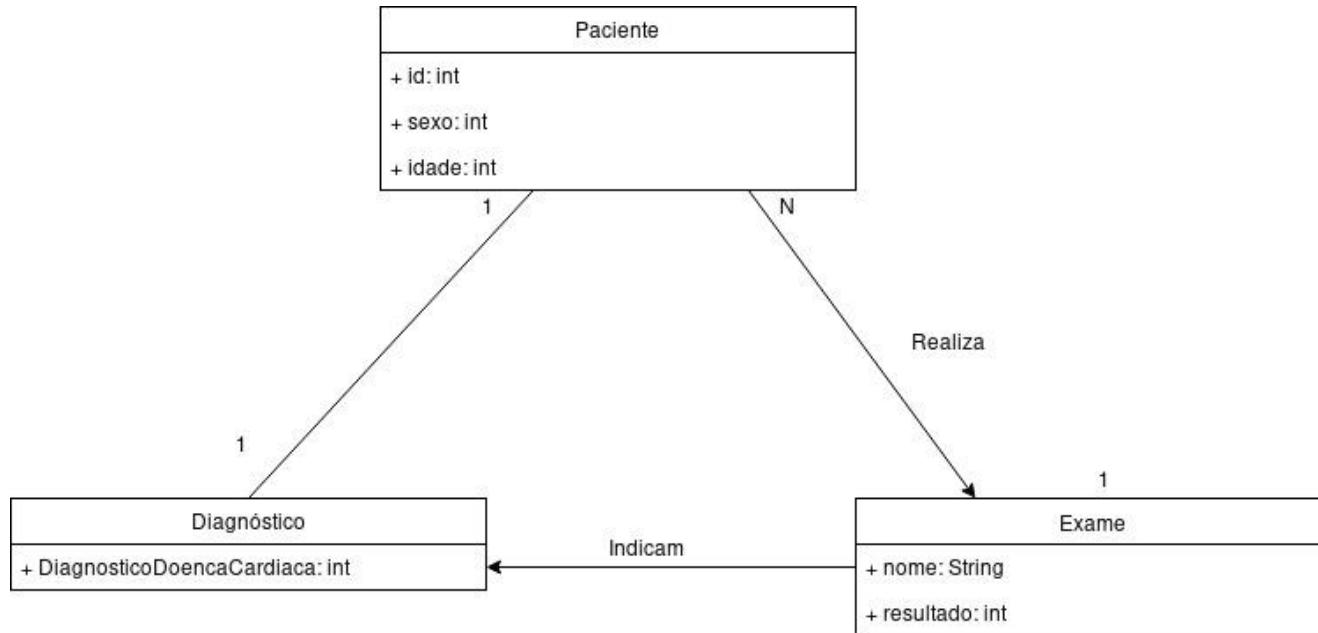 Paciente
+ id: int
+ sexo: int
+ idade: int
1
N
Realiza
1
1
Diagnóstico
+ DiagnosticoDoencaCardiaca: int
Indicam
Exame
+ nome: String
+ resultado: int